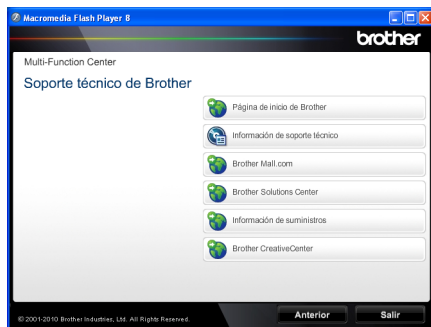 Macromedia Flash Player 8
brother
Multi-Function Center
Soporte técnico de Brother
Página de inicio de Brother
Información de soporte técnico
Brother Mall.com
Brother Solutions Center
Información de suministros
Brother CreativeCenter
© 2001-2010 Brother Industries, Ltd. All Rights Reserved.
Anterior
Salir